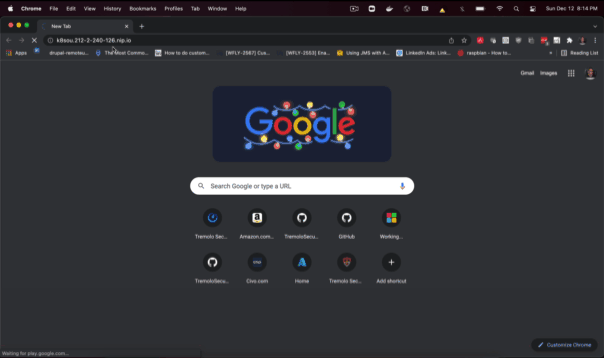 Chrome File Edit View History Bookmarks Profiles Tab Window Help
Sun Dec 12 8:14 PM
New Tab
k8sou.212-2-240-126.nip.io
Apps drupal-remotesu... The Most Commo... How to do custom... [WFLY-2967] Cus... [WFLY-2553] Ena... Using JMS with A... LinkedIn Ads: Link... raspbian - How to... » Reading List
Gmail Images
Google
Search Google or type a URL
Tremolo Sec... Amazon.com... TremoloSecu... GitHub Working...
TremoloSecu... Civo.com Home Tremolo Sec... Add shortcut
Waiting for play.google.com...
Customize Chrome